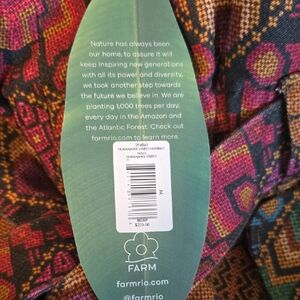 Nature has always been
our home, to assure it will
keep inspiring new generations
with all its power and diversity,
we took another step towards
the future we believe in. We are
planting 1,000 trees per day,
every day in the Amazon and
the Atlantic Forest. Check out
farmrio.com to learn more.
M
FARM
farmrio.com
@farmrio